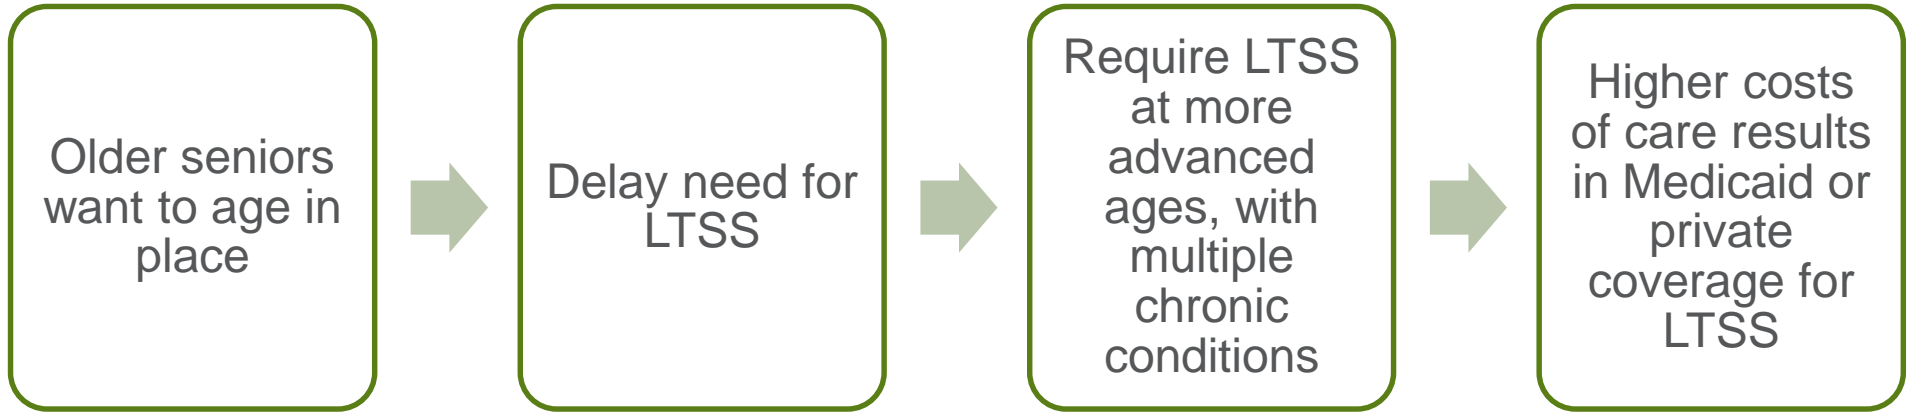 Older seniors
want to age in
place
Delay need for
LTSS
Require LTSS
at more
advanced
ages, with
multiple
chronic
conditions
Higher costs
of care results
in Medicaid or
private
coverage for
LTSS